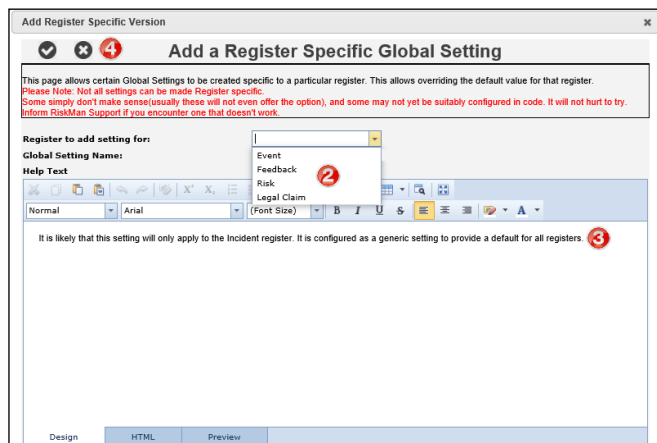 Add Register Specific Version
4
Add a Register Specific Global Setting
This page allows certain Global Settings to be created specific to a particular register. This allows overriding the default value for that register.
Please Note: Not all settings can be made Register specific.
Some simply don't make sense(usually these will not even offer the option), and some may not yet be suitably configured in code. It will not hurt to try.
Inform RiskMan Support if you encounter one that doesn't work.
Register to add setting for:
Global Setting Name:
Help Text
Event
Feedback
Risk
Legal Claim
2
Normal Arial (Font Size) B I U S A
It is likely that this setting will only apply to the Incident register. It is configured as a generic setting to provide a default for all registers.
3
Design HTML Preview